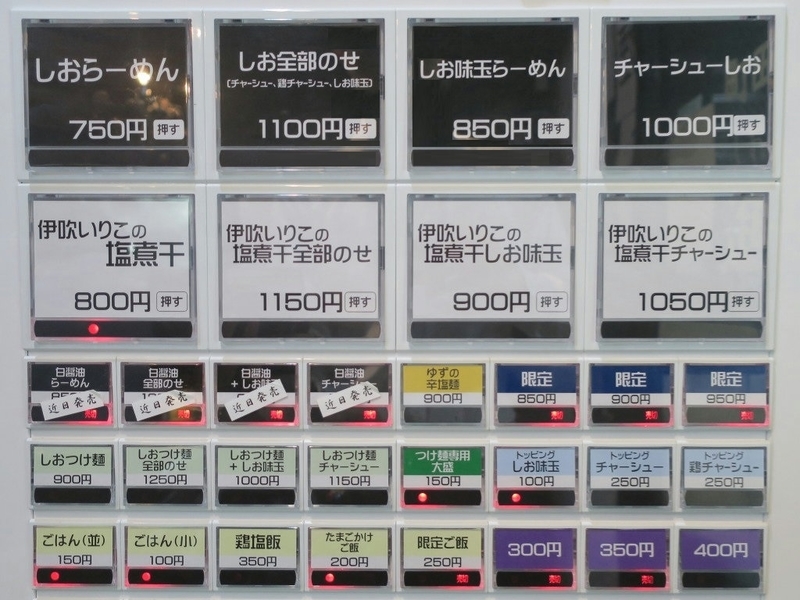 しおらーめん
750円 押す
しお全部のせ
(チャーシュー、鶏チャーシュー、しお味玉)
1100円 押す
しお味玉らーめん
850円 押す
チャーシューしお
1000円 押す
伊吹いりこの
塩煮干
800円 押す
伊吹いりこの
塩煮干全部のせ
1150円 押す
伊吹いりこの
塩煮干しお味玉
900円 押す
伊吹いりこの
塩煮干チャーシュー
1050円 押す
白醤油
らーめん
近日発売
白醤油
全部のせ
近日発売
売切
白醤油
+しお味
近日発売
売切
白醤油
チャーシュー
近日発売
売切
ゆずの
辛塩麺
900円
限定
850円
売切
限定
900円
売切
限定
950円
売切
しおつけ麺
900円
しおつけ麺
全部のせ
1250円
しおつけ麺
+しお味玉
1000円
しおつけ麺
チャーシュー
1150円
つけ麺専用
大盛
150円
トッピング
しお味玉
100円
トッピング
チャーシュー
250円
トッピング
鶏チャーシュー
250円
ごはん(並)
150円
ごはん(小)
100円
鶏塩飯
350円
たまごかけ
ご飯
200円
限定ご飯
250円
売切
300円
売切
350円
売切
400円